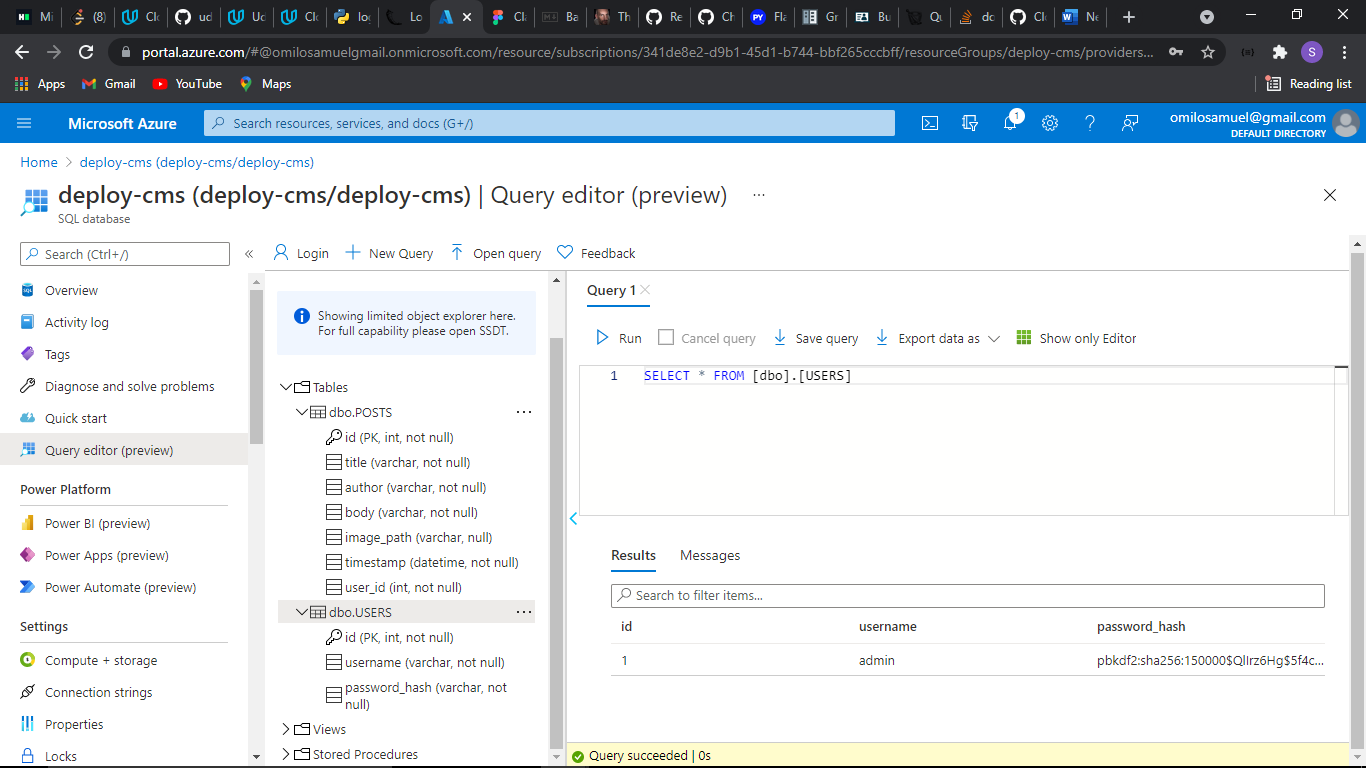 Mi
(8)
Clo
ud
Uc
Clo
log
Lo
Cla
Ba
Th
Re
Ch
Fla
Gr
Bu
Qu
do
Clo
Ne
portal.azure.com/#@omilosamuelgmail.onmicrosoft.com/resource/subscriptions/341de8e2-d9b1-45d1-b744-bbf265cccbff/resourceGroups/deploy-cms/providers...
S
Apps
Gmail
YouTube
Maps
Reading list
Microsoft Azure
Search resources, services, and docs (G+/)
1
omilosamuel@gmail.com
DEFAULT DIRECTORY
Home > deploy-cms (deploy-cms/deploy-cms)
deploy-cms (deploy-cms/deploy-cms) | Query editor (preview) ...
SQL database
Search (Ctrl+/)
«
Overview
Activity log
Tags
Diagnose and solve problems
Quick start
Query editor (preview)
Power Platform
Power BI (preview)
Power Apps (preview)
Power Automate (preview)
Settings
Compute + storage
Connection strings
Properties
Locks
Login
New Query
Open query
Feedback
Showing limited object explorer here.
For full capability please open SSDT.
Tables
dbo.POSTS
id (PK, int, not null)
title (varchar, not null)
author (varchar, not null)
body (varchar, not null)
image_path (varchar, null)
timestamp (datetime, not null)
user_id (int, not null)
dbo.USERS
id (PK, int, not null)
username (varchar, not null)
password_hash (varchar, not
null)
Views
Stored Procedures
Query 1
Run
Cancel query
Save query
Export data as
Show only Editor
1 SELECT * FROM [dbo].[USERS]
Results
Messages
Search to filter items...
id username password_hash
1 admin pbkdf2:sha256:150000$QlIrz6Hg$5f4c...
Query succeeded | 0s